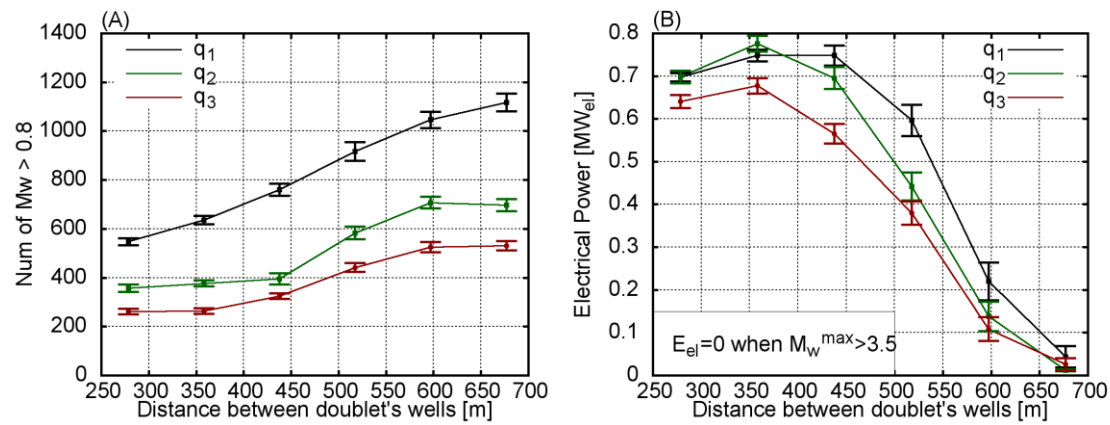 (A)
1400
1200
1000
800
600
400
200
0
250 300 350 400 450 500 550 600 650 700
Num of Mw > 0.8
Distance between doublet's wells [m]
q1
q2
q3
(B)
0.8
0.7
0.6
0.5
0.4
0.3
0.2
0.1
0
250 300 350 400 450 500 550 600 650 700
Electrical Power [MWel]
Distance between doublet's wells [m]
q1
q2
q3
Eel=0 when Mw^max>3.5